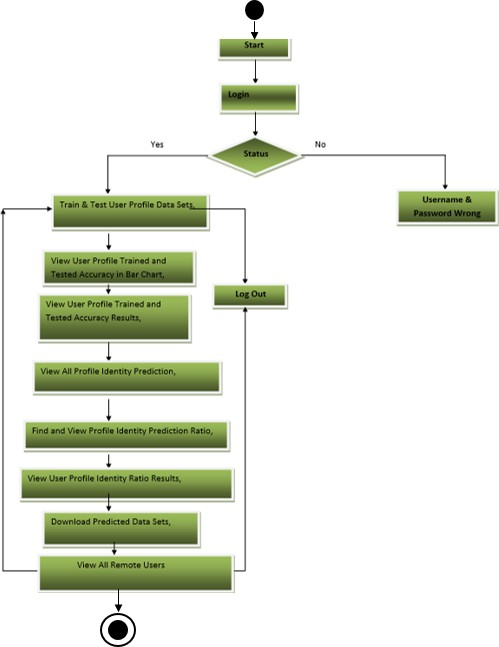 Start
Login
Status
Yes
No
Train & Test User Profile Data Sets,
Username &
Password Wrong
View User Profile Trained and
Tested Accuracy in Bar Chart,
Log Out
View User Profile Trained and
Tested Accuracy Results,
View All Profile Identity Prediction,
Find and View Profile Identity Prediction Ratio,
View User Profile Identity Ratio Results,
Download Predicted Data Sets,
View All Remote Users